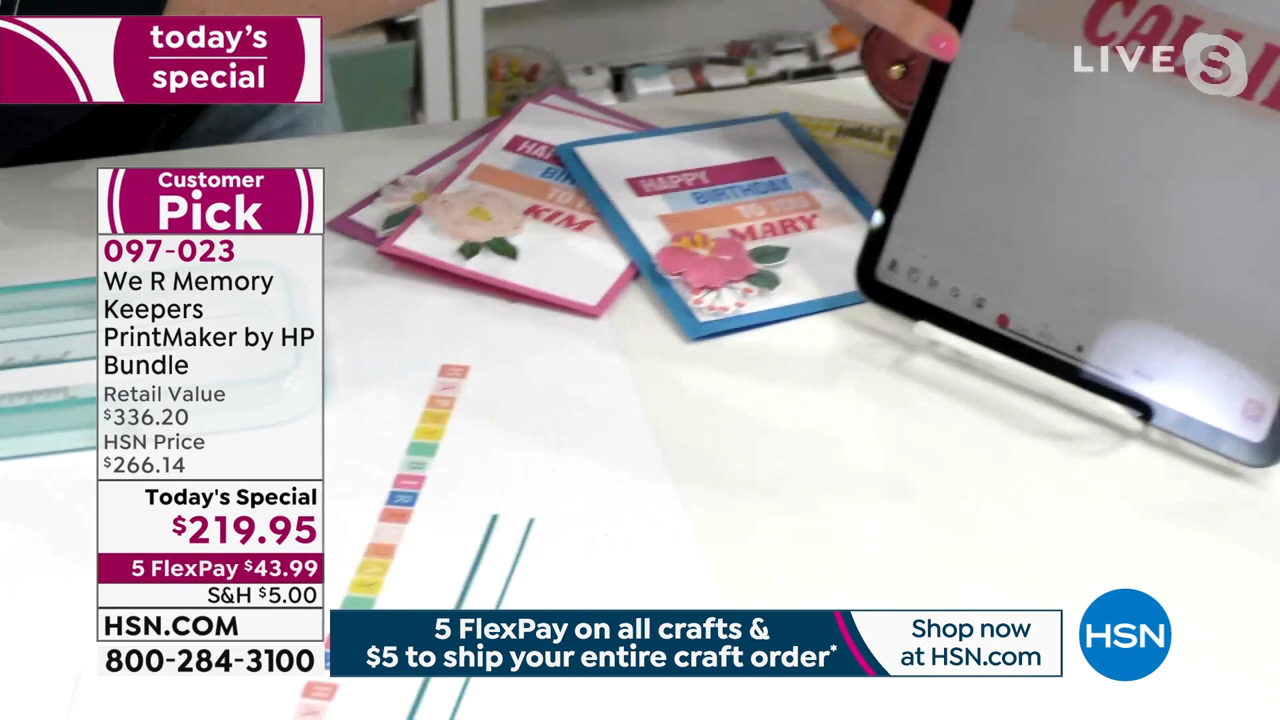 today's
special
LIVE S
Customer
Pick
097-023
We R Memory
Keepers
PrintMaker by HP
Bundle
Retail Value
$336.20
HSN Price
$266.14
Today's Special
$219.95
5 FlexPay $43.99
S&H $5.00
HSN.COM
800-284-3100
HAPPY
BIRTHDAY
TO YOU
MARY
KIM
5 FlexPay on all crafts &
$5 to ship your entire craft order*
Shop now
at HSN.com
HSN